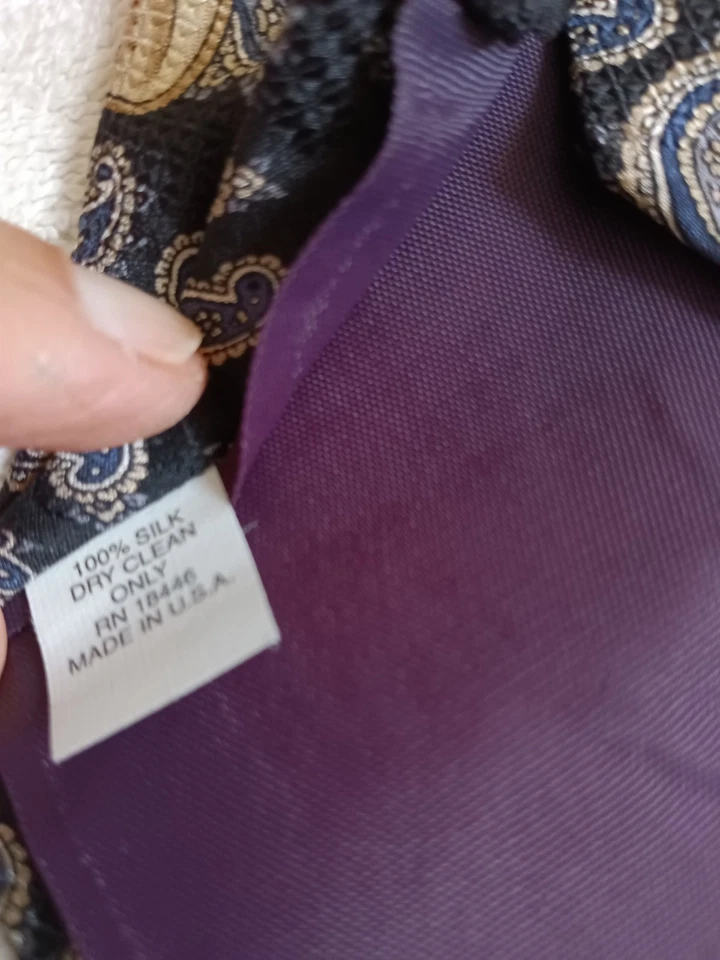 100% SILK
DRY CLEAN
ONLY
RN 18446
MADE IN U.S.A.